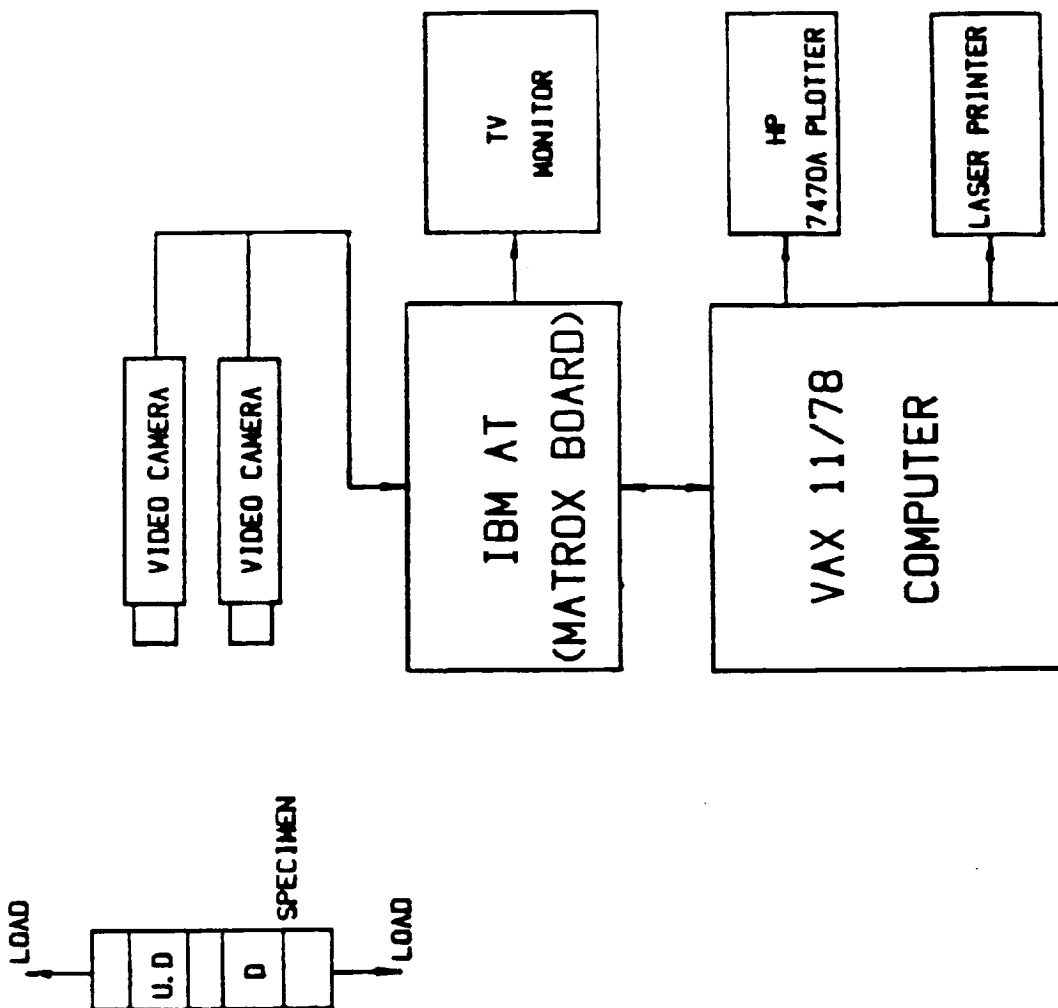 LOAD
U.D
D
SPECIMEN
LOAD
VIDEO CAMERA
VIDEO CAMERA
IBM AT
(MATROX BOARD)
TV
MONITOR
VAX 11/78
COMPUTER
HP
7470A PLOTTER
LASER PRINTER